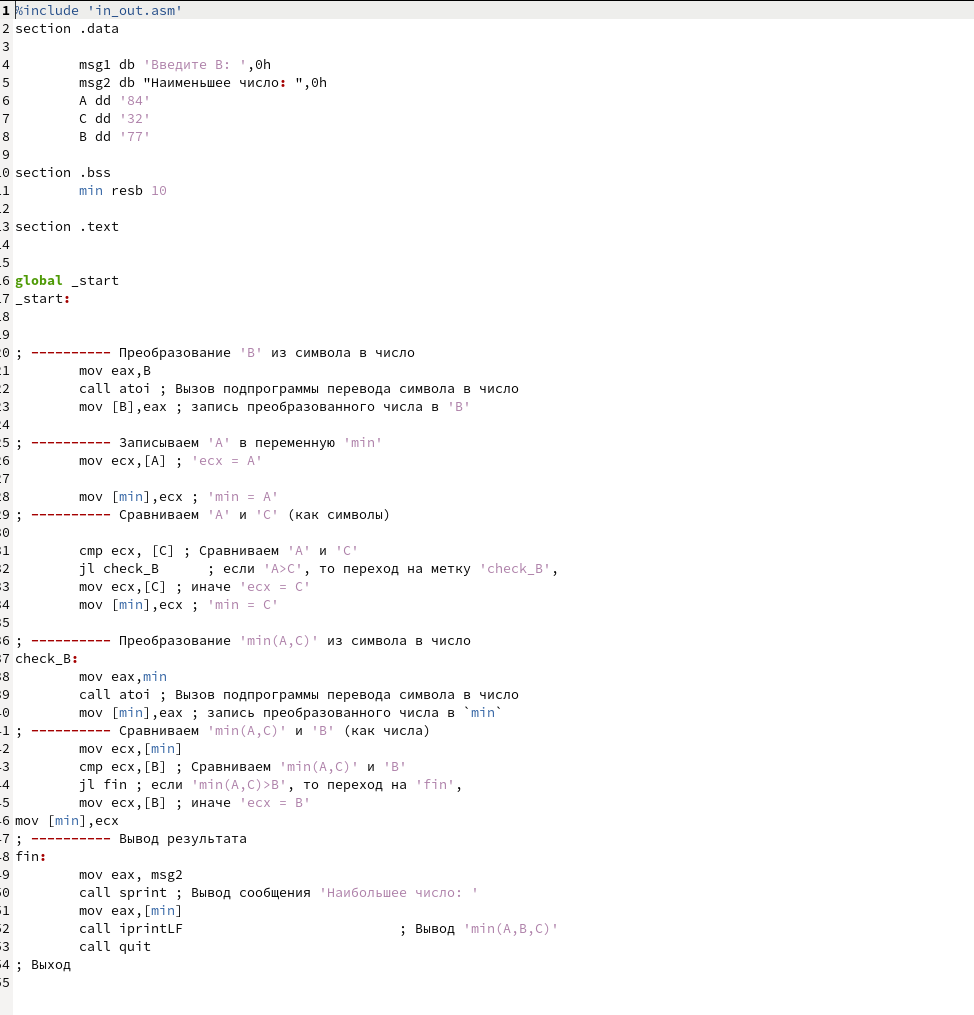 1 %include 'in_out.asm'
2 section .data
3
4 msg1 db 'Введите B: ',0h
5 msg2 db "Наименьшее число: ",0h
6 A dd '84'
7 C dd '32'
8 B dd '77'
9
10 section .bss
11 min resb 10
12
13 section .text
14
15
16 global _start
17 _start:
18
19
20 ; ---------- Преобразование 'B' из символа в число
21 mov eax,B
22 call atoi ; Вызов подпрограммы перевода символа в число
23 mov [B],eax ; запись преобразованного числа в 'B'
24
25 ; ---------- Записываем 'A' в переменную 'min'
26 mov ecx,[A] ; 'ecx = A'
27
28 mov [min],ecx ; 'min = A'
29 ; ---------- Сравниваем 'A' и 'C' (как символы)
30
31 cmp ecx, [C] ; Сравниваем 'A' и 'C'
32 jl check_B ; если 'A>C', то переход на метку 'check_B',
33 mov ecx,[C] ; иначе 'ecx = C'
34 mov [min],ecx ; 'min = C'
35
36 ; ---------- Преобразование 'min(A,C)' из символа в число
37 check_B:
38 mov eax,min
39 call atoi ; Вызов подпрограммы перевода символа в число
40 mov [min],eax ; запись преобразованного числа в `min`
41 ; ---------- Сравниваем 'min(A,C)' и 'B' (как числа)
42 mov ecx,[min]
43 cmp ecx,[B] ; Сравниваем 'min(A,C)' и 'B'
44 jl fin ; если 'min(A,C)>B', то переход на 'fin',
45 mov ecx,[B] ; иначе 'ecx = B'
46 mov [min],ecx
47 ; ---------- Вывод результата
48 fin:
49 mov eax, msg2
50 call sprint ; Вывод сообщения 'Наибольшее число: '
51 mov eax,[min]
52 call iprintLF ; Вывод 'min(A,B,C)'
53 call quit
54 ; Выход
55